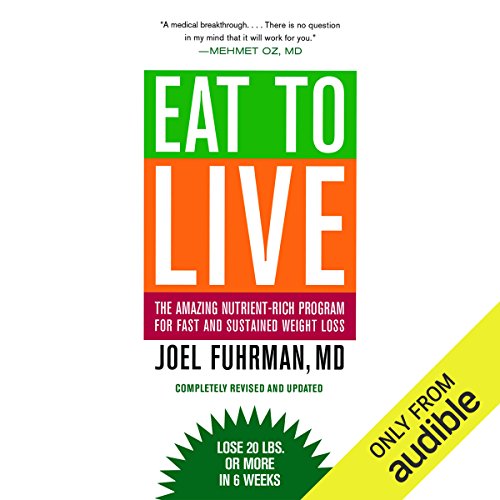 "A medical breakthrough. . . . There is no question
in my mind that it will work for you."
—MEHMET OZ, MD
EAT TO
LIVE
THE AMAZING NUTRIENT-RICH PROGRAM
FOR FAST AND SUSTAINED WEIGHT LOSS
JOEL FUHRMAN, MD
COMPLETELY REVISED AND UPDATED
LOSE 20 LBS.
OR MORE
IN 6 WEEKS
ONLY FROM
audible